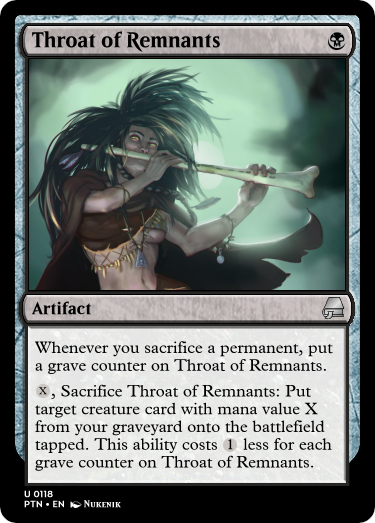 Throat of Remnants
Artifact
Whenever you sacrifice a permanent, put
a grave counter on Throat of Remnants.
X, Sacrifice Throat of Remnants: Put
target creature card with mana value X
from your graveyard onto the battlefield
tapped. This ability costs 1 less for each
grave counter on Throat of Remnants.
U 0118
PTN • EN Nukenik